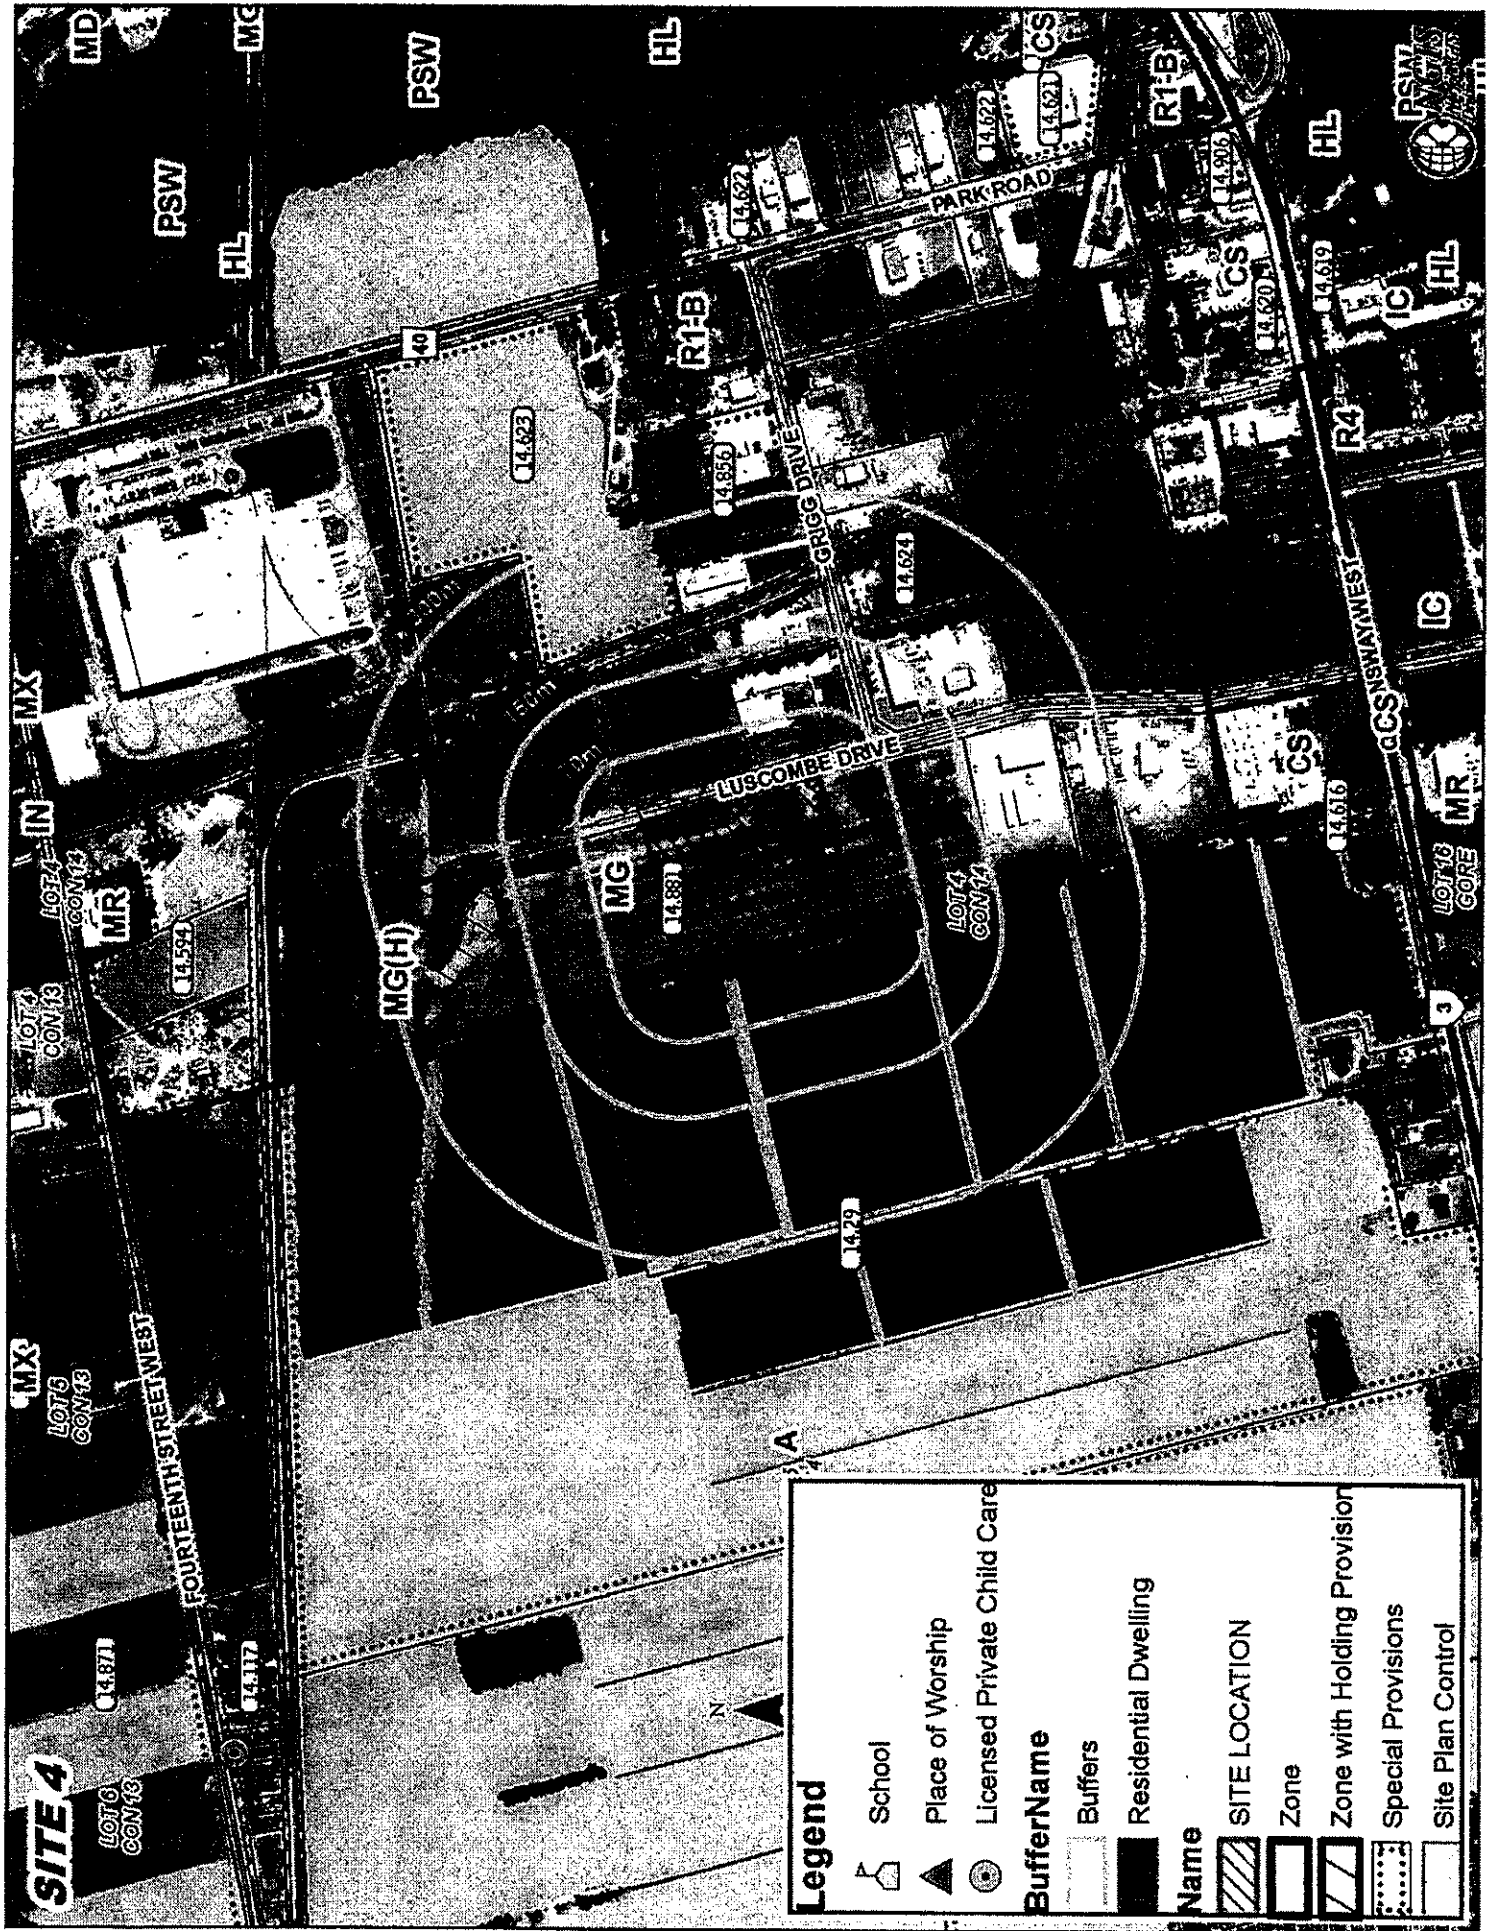 SITE 4
LOT 6
CON 13
14.871
14.117
FOURTEENTH STREET WEST
MX
LOT 5
CON 13
LOT 4
CON 13
14.594
MR
LOT 4
CON 14
IN
MX
MD
PSW
HL
PSW
HL
40
14.623
R1-B
14.622
14.622
14.621
CS
R1-B
14.906
PARK ROAD
14.856
GRIGG DRIVE
14.624
150m
MG(H)
MG
14.881
LUSCOMBE DRIVE
LOT 4
CON 14
14.29
A
CS
14.620
14.619
IC
HL
HL
PSW
R4
IC
CS
14.616
MR
LOT 18
GORE
3
N
Legend
School
Place of Worship
Licensed Private Child Care
BufferName
Buffers
Residential Dwelling
Name
SITE LOCATION
Zone
Zone with Holding Provision
Special Provisions
Site Plan Control